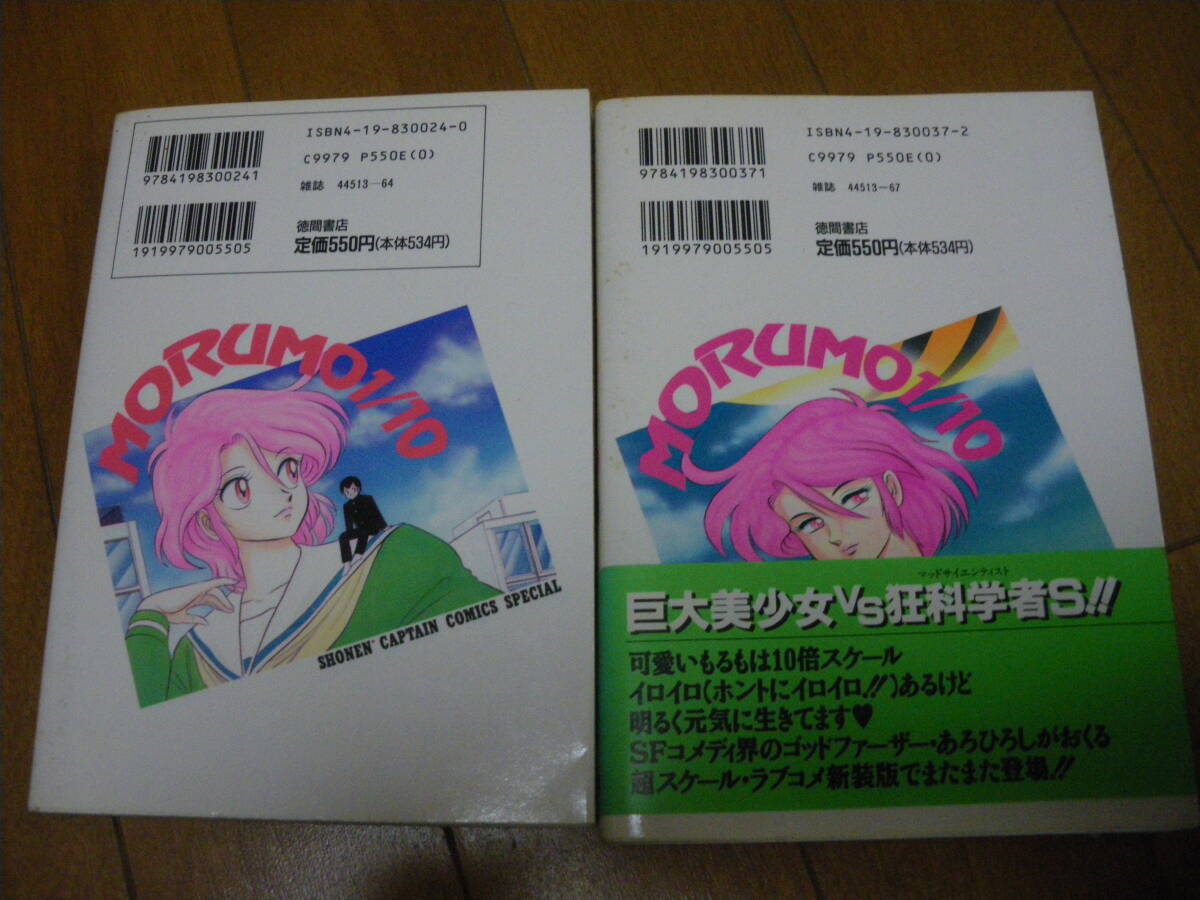 ISBN4-19-830024-0
C9979 P550E(0)
9784198300241
雑誌 44513-64
徳間書店
定価550円(本体534円)
1919979005505
MORUMO1/10
SHONEN CAPTAIN COMICS SPECIAL
ISBN4-19-830037-2
C9979 P550E(0)
9784198300371
雑誌 44513-67
徳間書店
定価550円(本体534円)
1919979005505
MORUMO1/10
マッドサイエンティスト
巨大美少女VS狂科学者S!!
可愛いもるもは10倍スケール
イロイロ(ホントにイロイロ!!)あるけど
明るく元気に生きてます♥
SFコメディ界のゴッドファーザー・あろひろしがおくる
超スケール・ラブコメ新装版でまたまた登場!!